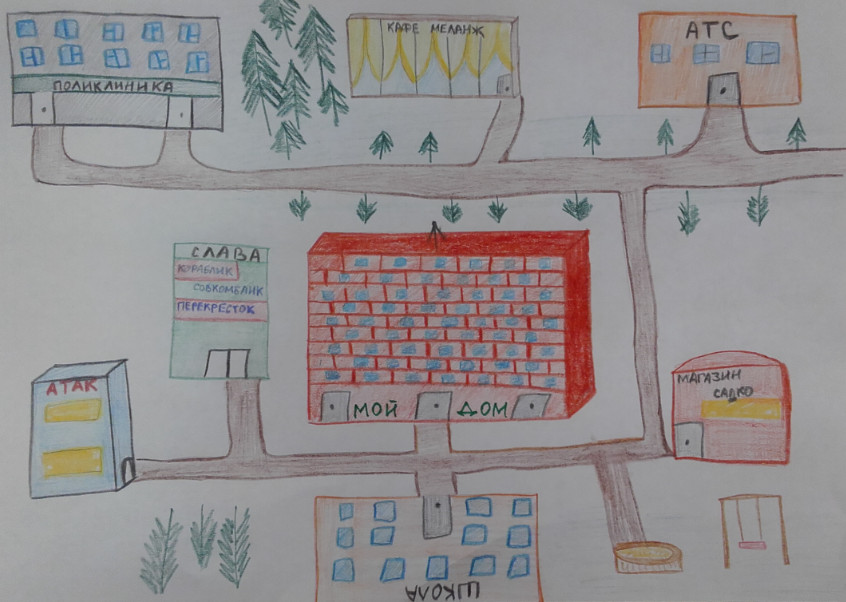 КАФЕ МЕЛАНЖ
АТС
ПОЛИКЛИНИКА
СЛАВА
КОРАБЛИК
СОВКОМБАНК
ПЕРЕКРЕСТОК
АТАК
МОЙ ДОМ
МАГАЗИН
САДКО
ШКОЛА